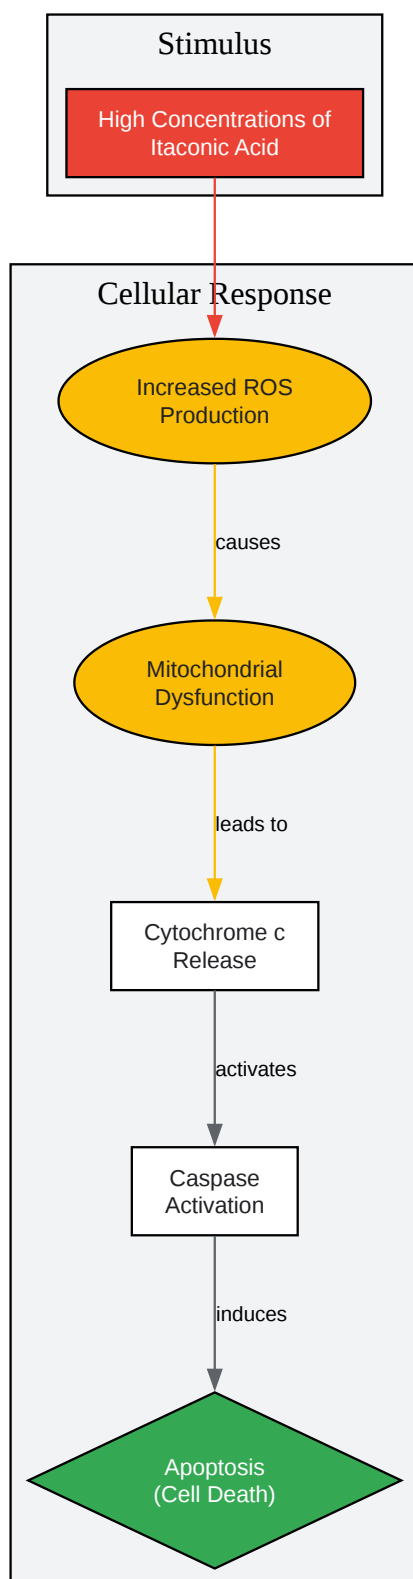 Stimulus
High Concentrations of
Itaconic Acid
Cellular Response
Increased ROS
Production
causes
Mitochondrial
Dysfunction
leads to
Cytochrome c
Release
activates
Caspase
Activation
induces
Apoptosis
(Cell Death)